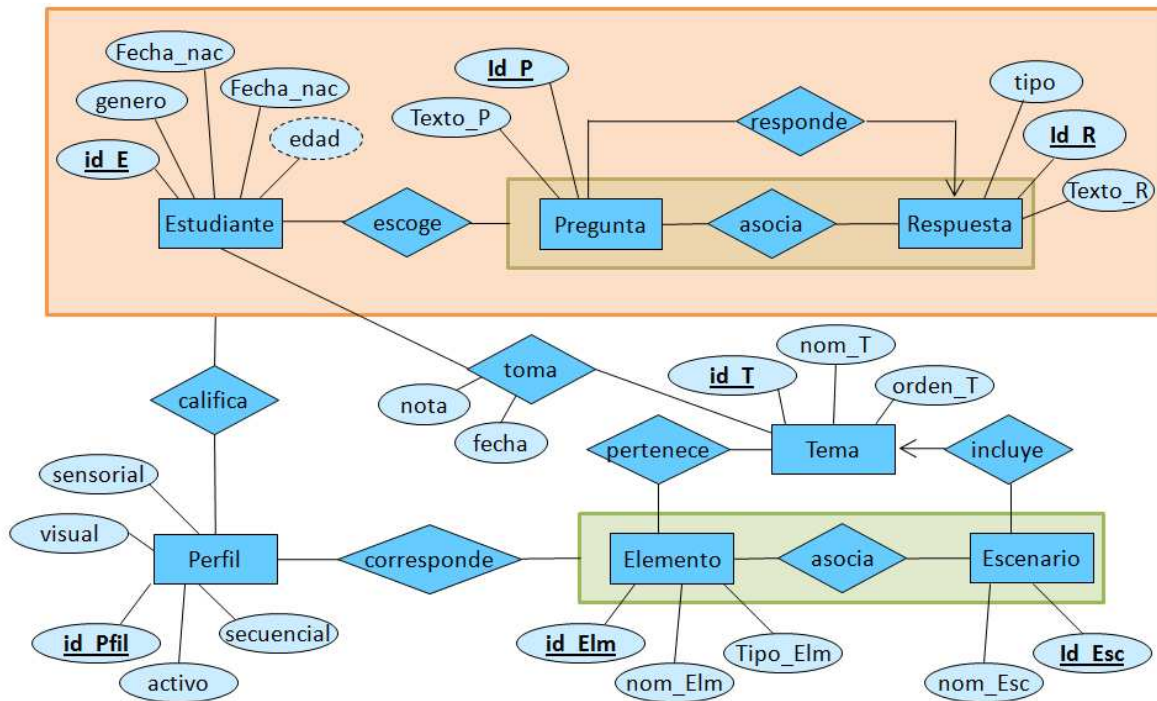 Fecha_nac
genero
Fecha_nac
edad
id_E
Estudiante
escoge
Id_P
Texto_P
Pregunta
responde
asocia
tipo
Id_R
Texto_R
Respuesta
califica
toma
nota
fecha
id_T
nom_T
orden_T
Tema
pertenece
incluye
sensorial
visual
Perfil
id_Pfil
activo
secuencial
corresponde
Elemento
asocia
Escenario
id_Elm
nom_Elm
Tipo_Elm
nom_Esc
Id_Esc